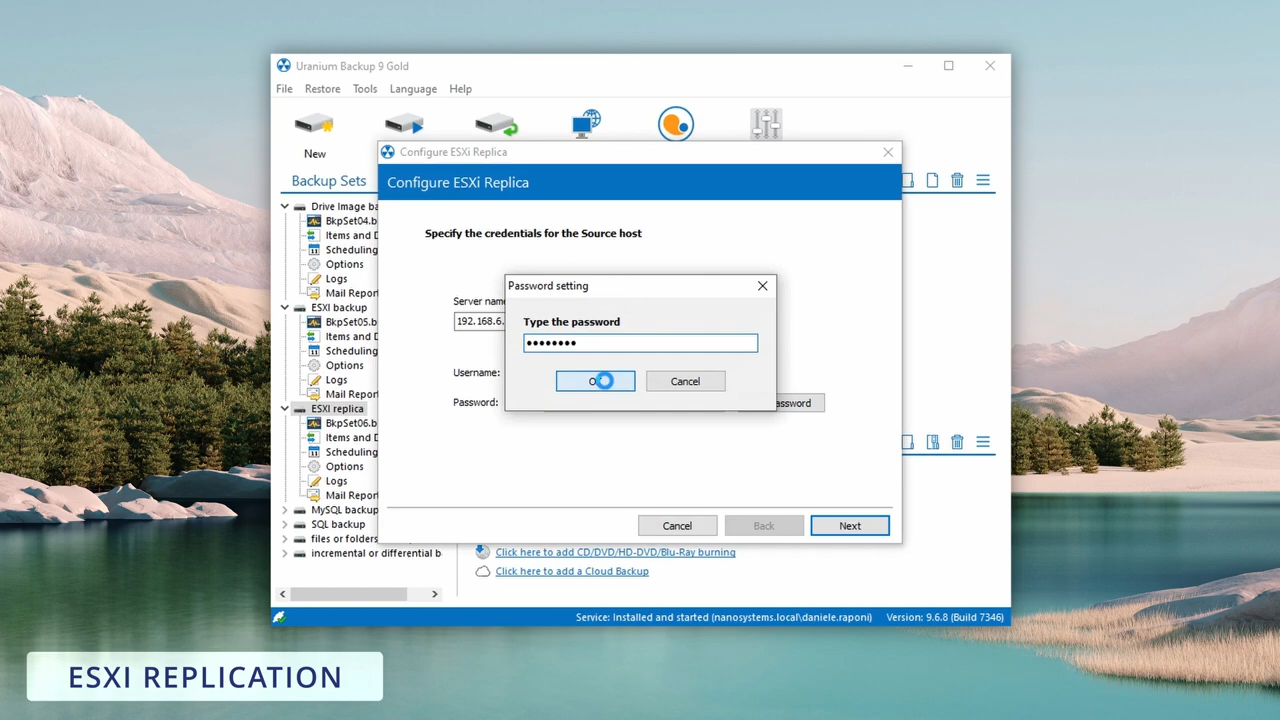 Uranium Backup 9 Gold
File Restore Tools Language Help
New
Configure ESXi Replica
Configure ESXi Replica
Backup Sets
Drive Image ba
BkpSet04.b
Items and D
Scheduling
Options
Logs
Mail Report
ESXI backup
BkpSet05.b
Items and D
Scheduling
Options
Logs
Mail Report
ESXI replica
BkpSet06.b
Items and D
Scheduling
Options
Logs
Mail Report
MySQL backup
SQL backup
files or folders
incremental or differential b
Specify the credentials for the Source host
Server name
192.168.6.
Username:
Password:
assword
Password setting
Type the password
••••••••
Cancel
Cancel Back Next
Click here to add CD/DVD/HD-DVD/Blu-Ray burning
Click here to add a Cloud Backup
Service: Installed and started (nanosystems.local\daniele.raponi) Version: 9.6.8 (Build 7346)
ESXI REPLICATION